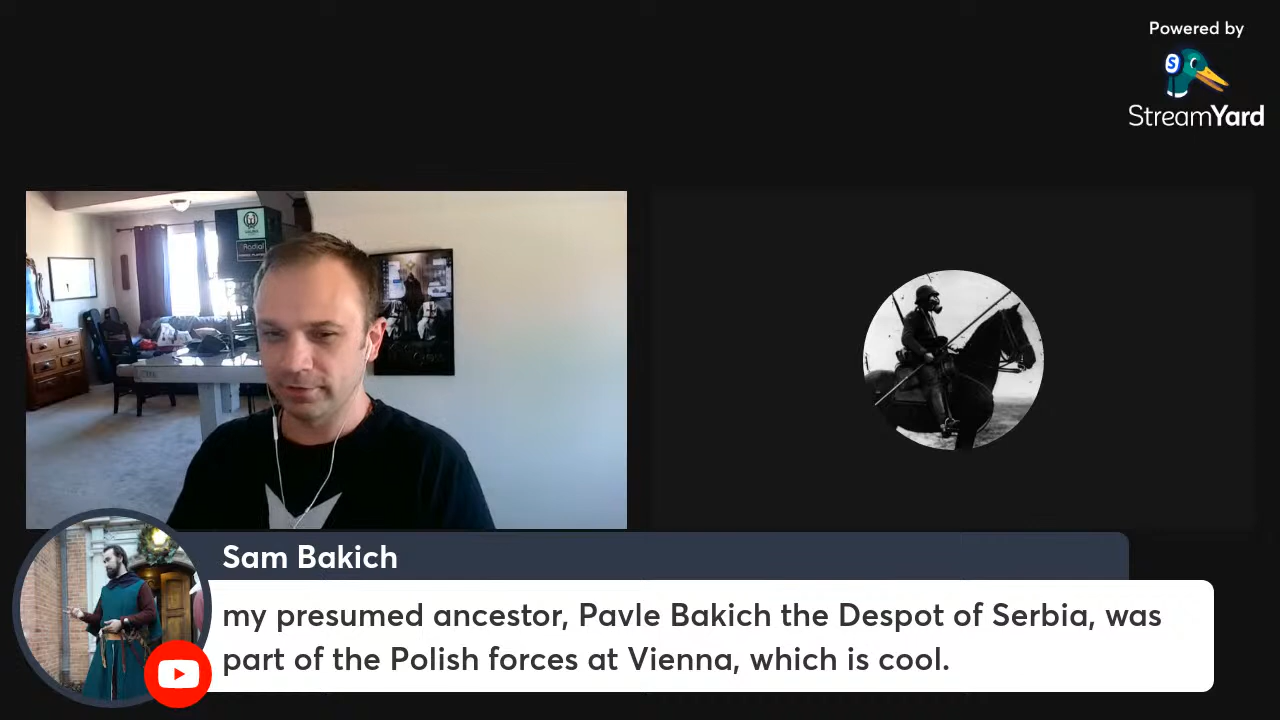 Powered by
S
StreamYard
Radial
Sam Bakich
my presumed ancestor, Pavle Bakich the Despot of Serbia, was
part of the Polish forces at Vienna, which is cool.